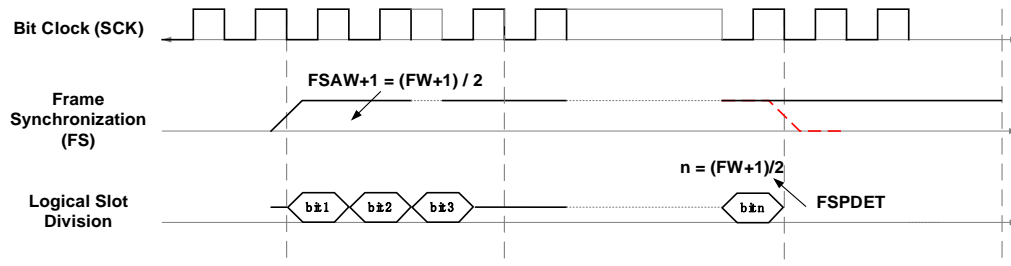 Bit Clock (SCK)
FSAW+1 = (FW+1) / 2
Frame
Synchronization
(FS)
n = (FW+1)/2
Logical Slot
Division
bit1
bit2
bit3
bitn
FSPDET